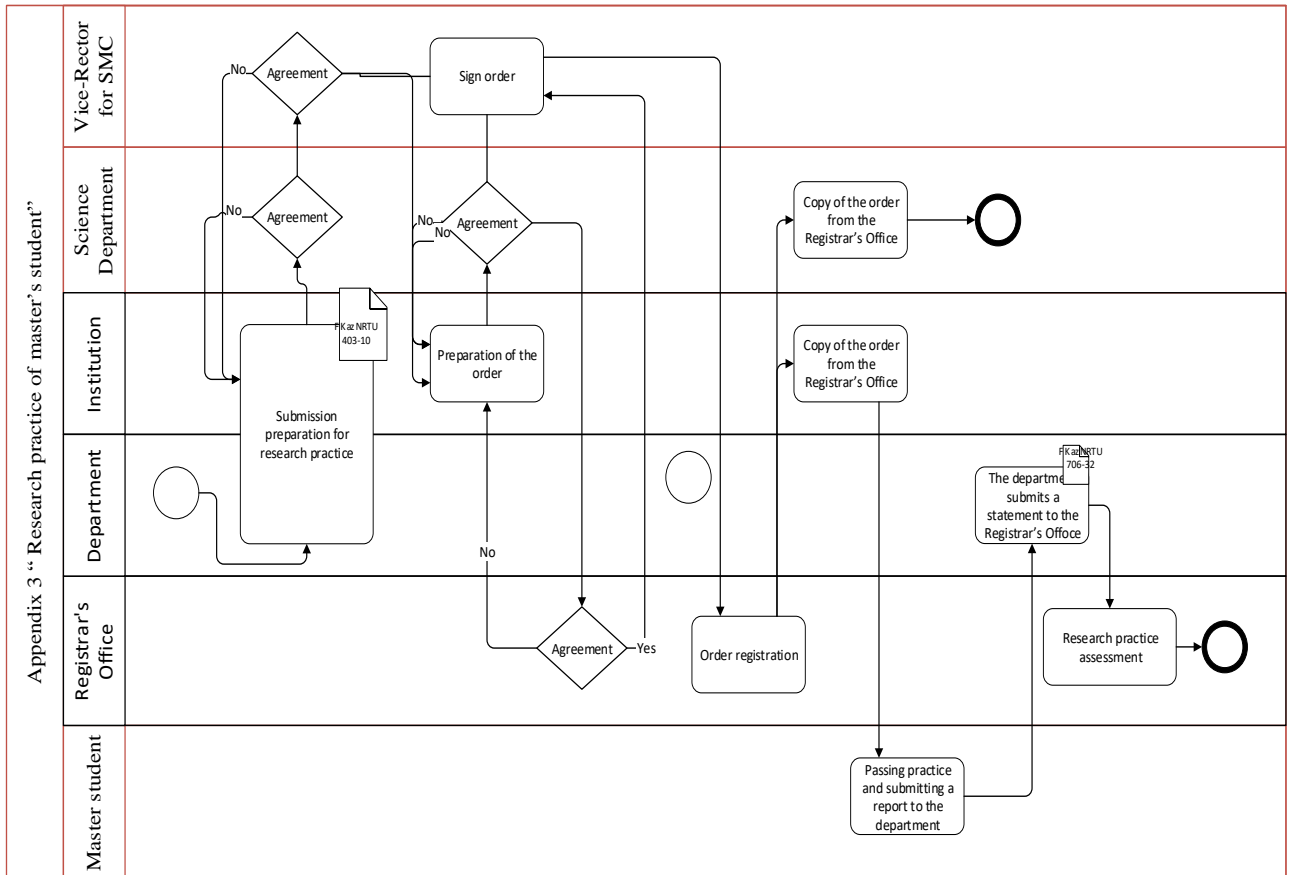 Appendix 3 “ Research practice of master’s student”
Vice-Rector
for SMC
No
Agreement
Sign order
Science
Department
No
Agreement
No
No
Agreement
Copy of the order
from the
Registrar’s Office
Institution
F KazNRTU
403-10
Preparation of the
order
Copy of the order
from the
Registrar’s Office
Submission
preparation for
research practice
Department
F KazNRTU
706-32
The departme
submits a
statement to the
Registrar’s Offoce
No
Registrar's
Office
Agreement
Yes
Order registration
Research practice
assessment
Master student
Passing practice
and submitting a
report to the
department